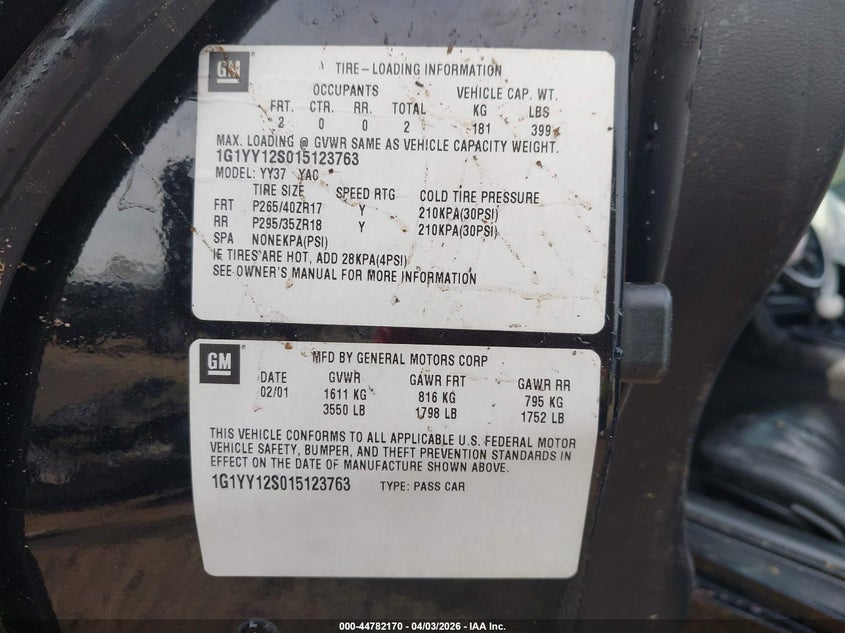 GM
TIRE-LOADING INFORMATION
OCCUPANTS VEHICLE CAP. WT.
FRT. CTR. RR. TOTAL KG LBS
2 0 0 2 181 399
MAX. LOADING @ GVWR SAME AS VEHICLE CAPACITY WEIGHT.
1G1YY12S015123763
MODEL: YY37 YAC
TIRE SIZE SPEED RTG COLD TIRE PRESSURE
FRT P265/40ZR17 Y 210KPA(30PSI)
RR P295/35ZR18 Y 210KPA(30PSI)
SPA NONEKPA(PSI)
IF TIRES ARE HOT, ADD 28KPA(4PSI)
SEE OWNER'S MANUAL FOR MORE INFORMATION
GM
MFD BY GENERAL MOTORS CORP
DATE GVWR GAWR FRT GAWR RR
02/01 1611 KG 816 KG 795 KG
3550 LB 1798 LB 1752 LB
THIS VEHICLE CONFORMS TO ALL APPLICABLE U.S. FEDERAL MOTOR
VEHICLE SAFETY, BUMPER, AND THEFT PREVENTION STANDARDS IN
EFFECT ON THE DATE OF MANUFACTURE SHOWN ABOVE.
1G1YY12S015123763 TYPE: PASS CAR
000-44782170 - 04/03/2026 - IAA Inc.